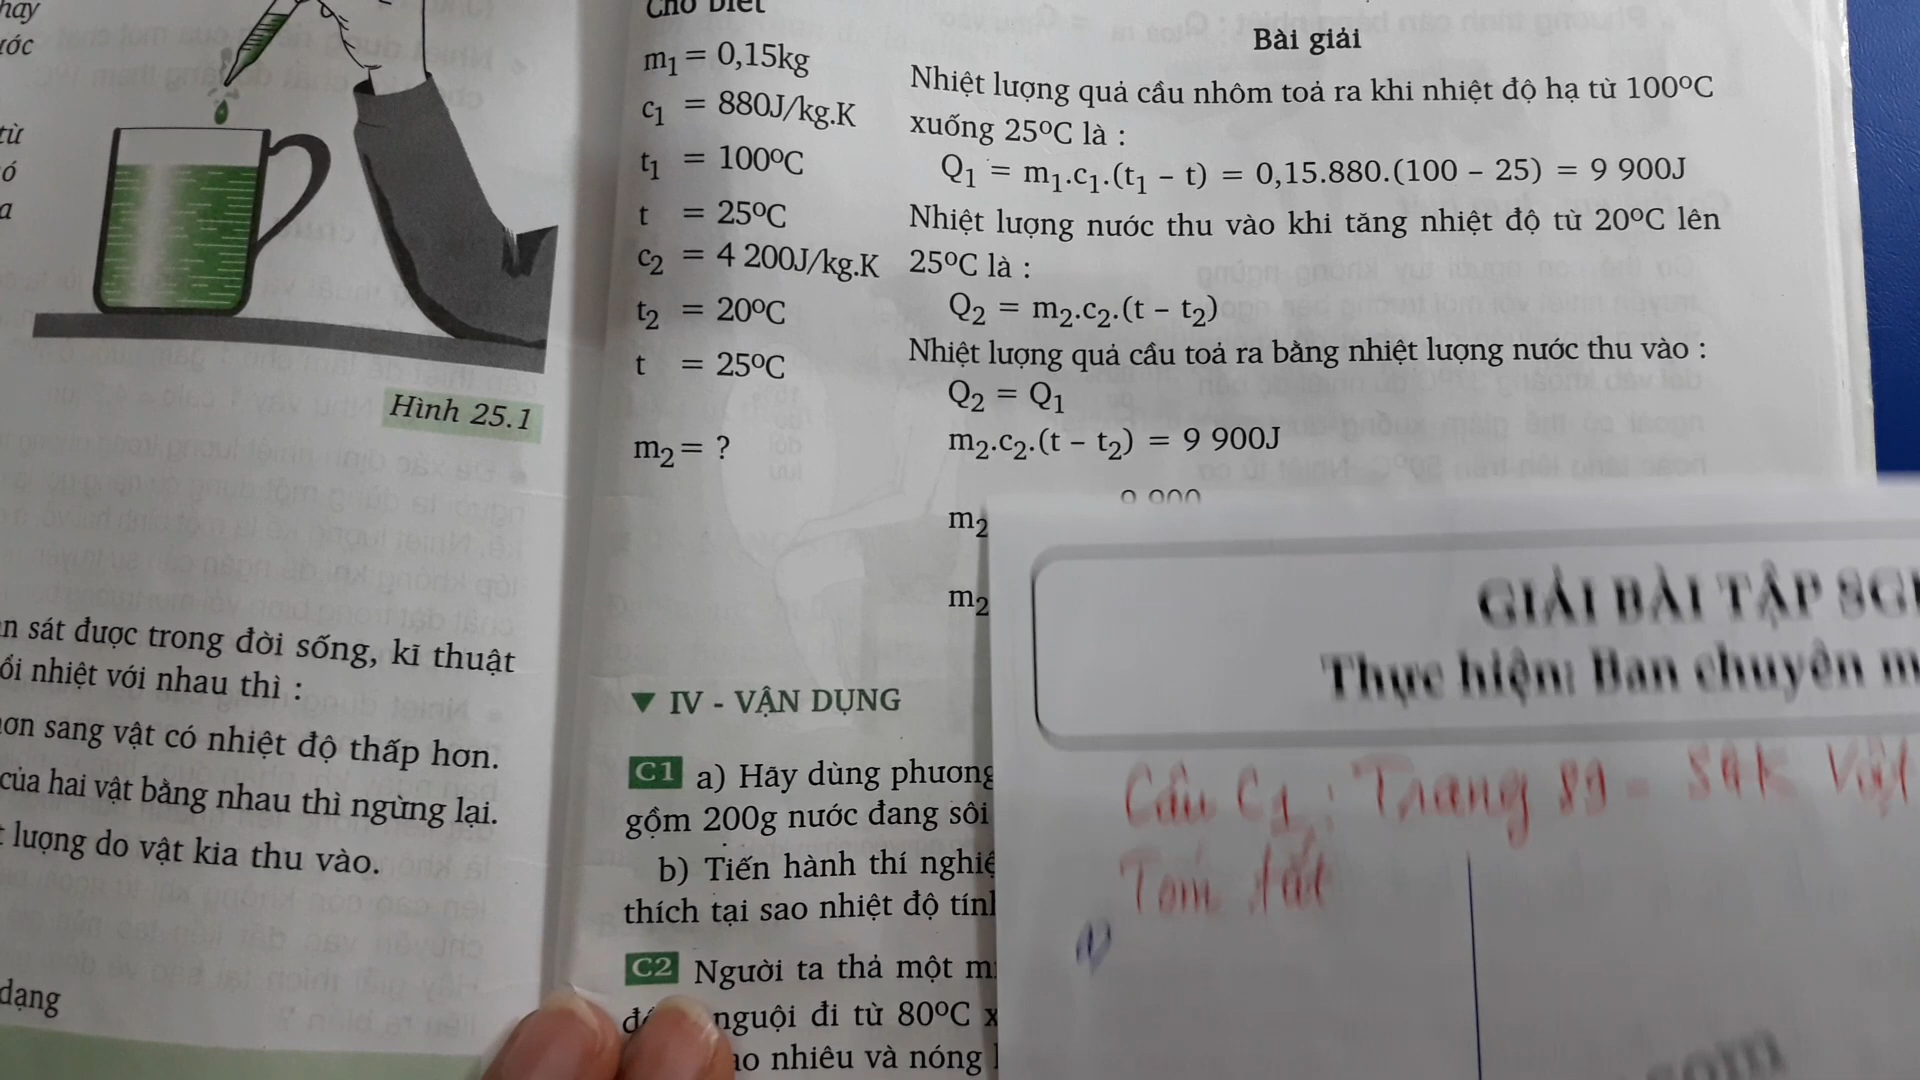 hay
ước
từ
ó
a
Hình 25.1
n sát được trong đời sống, kĩ thuật
ổi nhiệt với nhau thì :
ơn sang vật có nhiệt độ thấp hơn.
của hai vật bằng nhau thì ngừng lại.
t lượng do vật kia thu vào.
dạng
Cho biết
m₁ = 0,15kg
c₁ = 880J/kg.K
t₁ = 100°C
t = 25°C
c₂ = 4 200J/kg.K
t₂ = 20°C
t = 25°C
m₂ = ?
Bài giải
Nhiệt lượng quả cầu nhôm toả ra khi nhiệt độ hạ từ 100°C
xuống 25°C là :
Q₁ = m₁.c₁.(t₁ – t) = 0,15.880.(100 – 25) = 9 900J
Nhiệt lượng nước thu vào khi tăng nhiệt độ từ 20°C lên
25°C là :
Q₂ = m₂.c₂.(t – t₂)
Nhiệt lượng quả cầu toả ra bằng nhiệt lượng nước thu vào :
Q₂ = Q₁
m₂.c₂.(t – t₂) = 9 900J
9 900
m₂
m₂
▼ IV - VẬN DỤNG
C1 a) Hãy dùng phương
gồm 200g nước đang sôi
b) Tiến hành thí nghiệ
thích tại sao nhiệt độ tính
C2 Người ta thả một m
nguội đi từ 80°C x
ao nhiêu và nóng l
GIẢI BÀI TẬP SG
Thực hiện: Ban chuyên m
Câu C1 : Trang 89 - SGK Vật
Tóm tắt
a)
.com